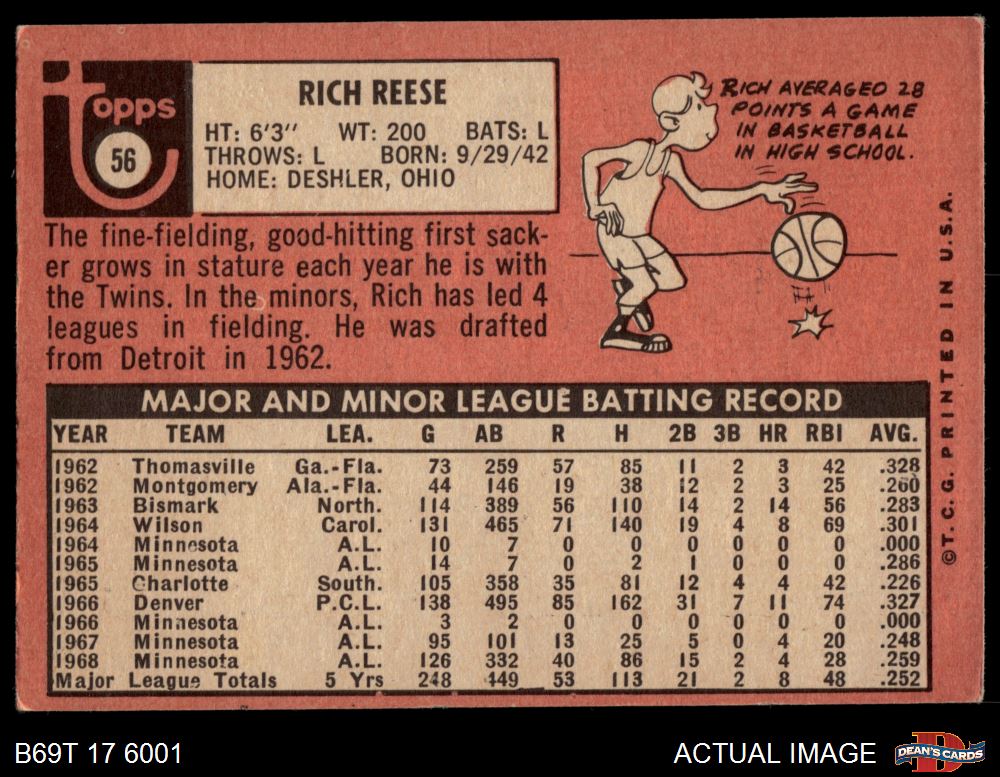 topps
56
RICH REESE
HT: 6'3" WT: 200 BATS: L
THROWS: L BORN: 9/29/42
HOME: DESHLER, OHIO
RICH AVERAGED 28
POINTS A GAME
IN BASKETBALL
IN HIGH SCHOOL.
The fine-fielding, good-hitting first sack-
er grows in stature each year he is with
the Twins. In the minors, Rich has led 4
leagues in fielding. He was drafted
from Detroit in 1962.
MAJOR AND MINOR LEAGUE BATTING RECORD
YEAR TEAM LEA. G AB R H 2B 3B HR RBI AVG.
1962 Thomasville Ga.-Fla. 73 259 57 85 11 2 3 42 .328
1962 Montgomery Ala.-Fla. 44 146 19 38 12 2 3 25 .260
1963 Bismark North. 114 389 56 110 14 2 14 56 .283
1964 Wilson Carol. 131 465 71 140 19 4 8 69 .301
1964 Minnesota A.L. 10 7 0 0 0 0 0 0 .000
1965 Minnesota A.L. 14 7 0 2 1 0 0 0 .286
1965 Charlotte South. 105 358 35 81 12 4 4 42 .226
1966 Denver P.C.L. 138 495 85 162 31 7 11 74 .327
1966 Minnesota A.L. 3 2 0 0 0 0 0 0 .000
1967 Minnesota A.L. 95 101 13 25 5 0 4 20 .248
1968 Minnesota A.L. 126 332 40 86 15 2 4 28 .259
Major League Totals 5 Yrs 248 449 53 113 21 2 8 48 .252
©T.C.G. PRINTED IN U.S.A.
B69T 17 6001
ACTUAL IMAGE
DEAN'S CARDS